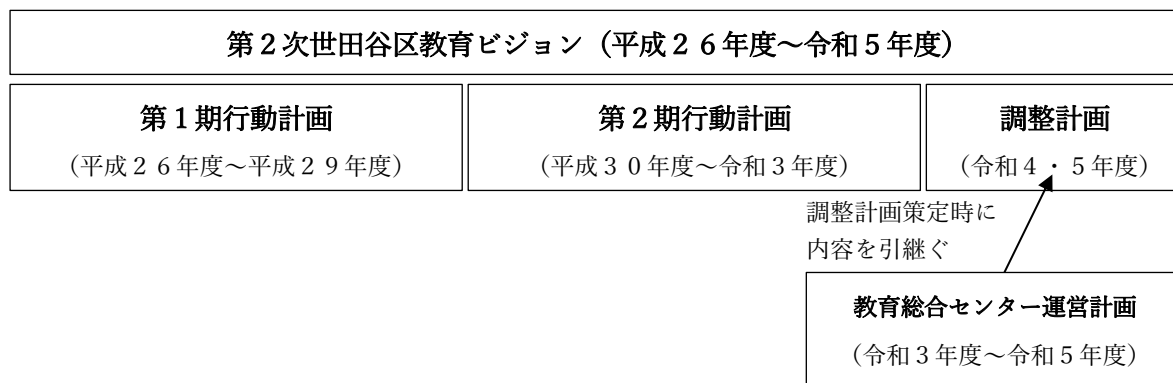 第２次世田谷区教育ビジョン（平成２６年度～令和５年度）
第１期行動計画
（平成２６年度～平成２９年度）
第２期行動計画
（平成３０年度～令和３年度）
調整計画
（令和４・５年度）
調整計画策定時に
内容を引継ぐ
教育総合センター運営計画
（令和３年度～令和５年度）